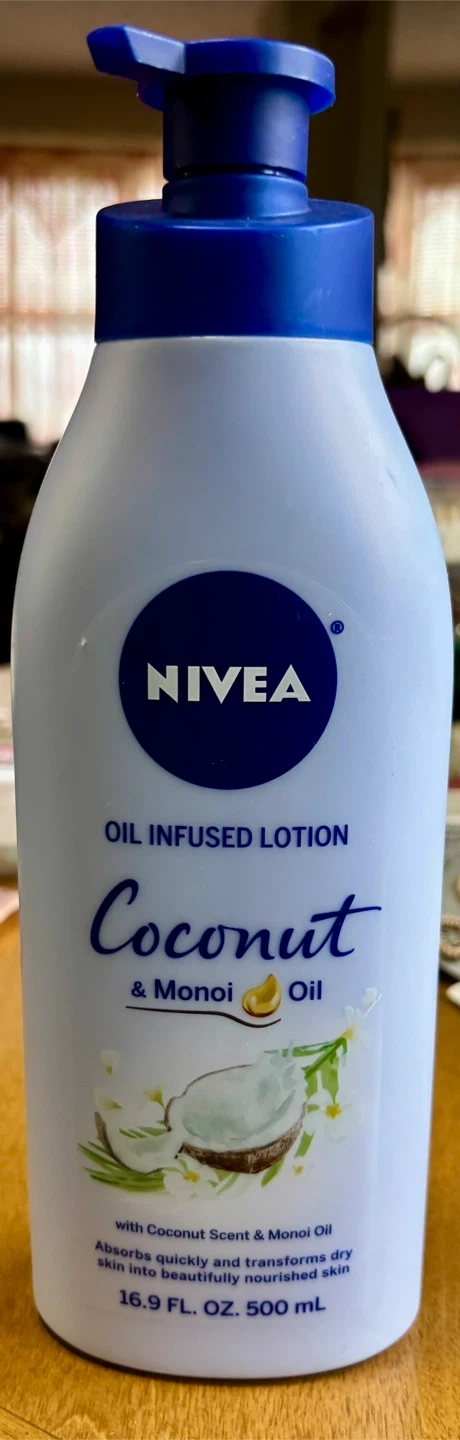 NIVEA®
OIL INFUSED LOTION
Coconut
& Monoi Oil
with Coconut Scent & Monoi Oil
Absorbs quickly and transforms dry
skin into beautifully nourished skin
16.9 FL. OZ. 500 mL